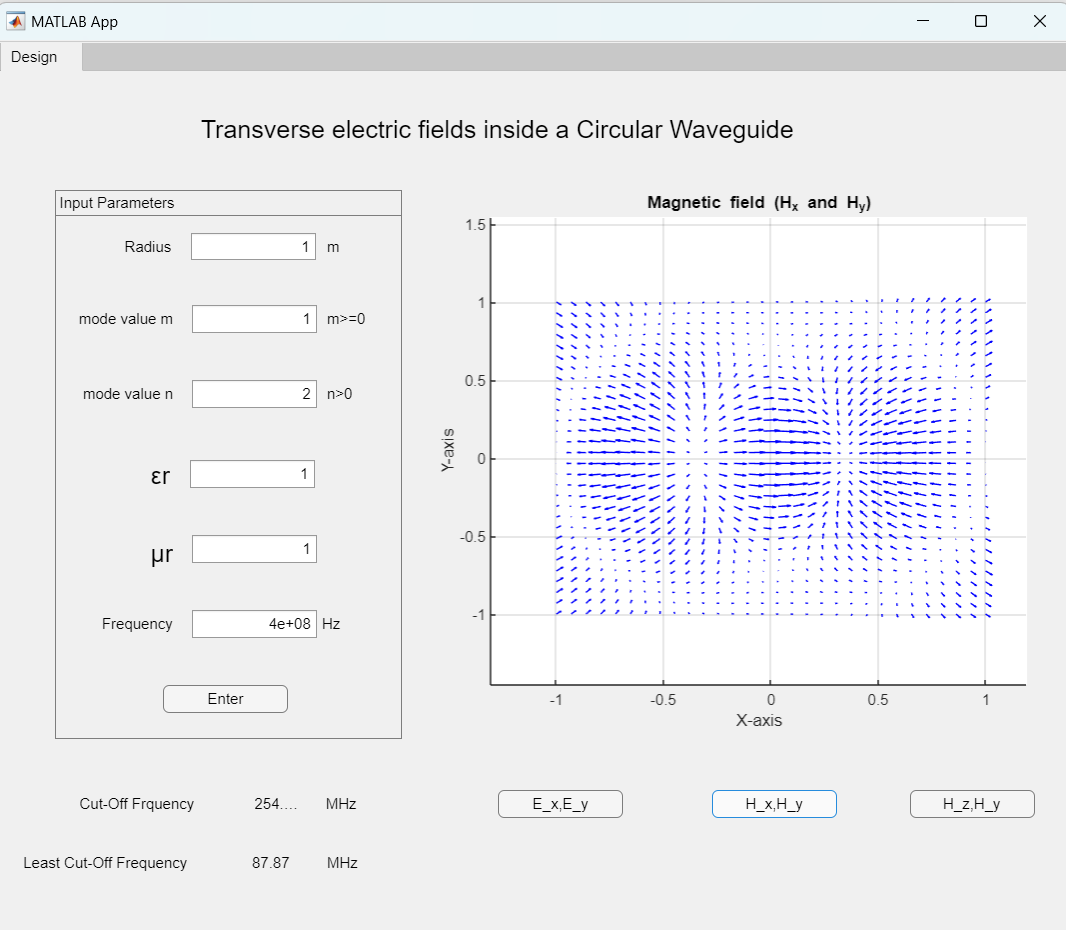 MATLAB App
Design
Transverse electric fields inside a Circular Waveguide
Input Parameters
Radius 1 m
mode value m 1 m>=0
mode value n 2 n>0
εr 1
μr 1
Frequency 4e+08 Hz
Enter
Cut-Off Frquency 254.... MHz
Least Cut-Off Frequency 87.87 MHz
Magnetic field (Hx and Hy)
1.5
1
0.5
0
-0.5
-1
Y-axis
-1 -0.5 0 0.5 1
X-axis
E_x,E_y H_x,H_y H_z,H_y